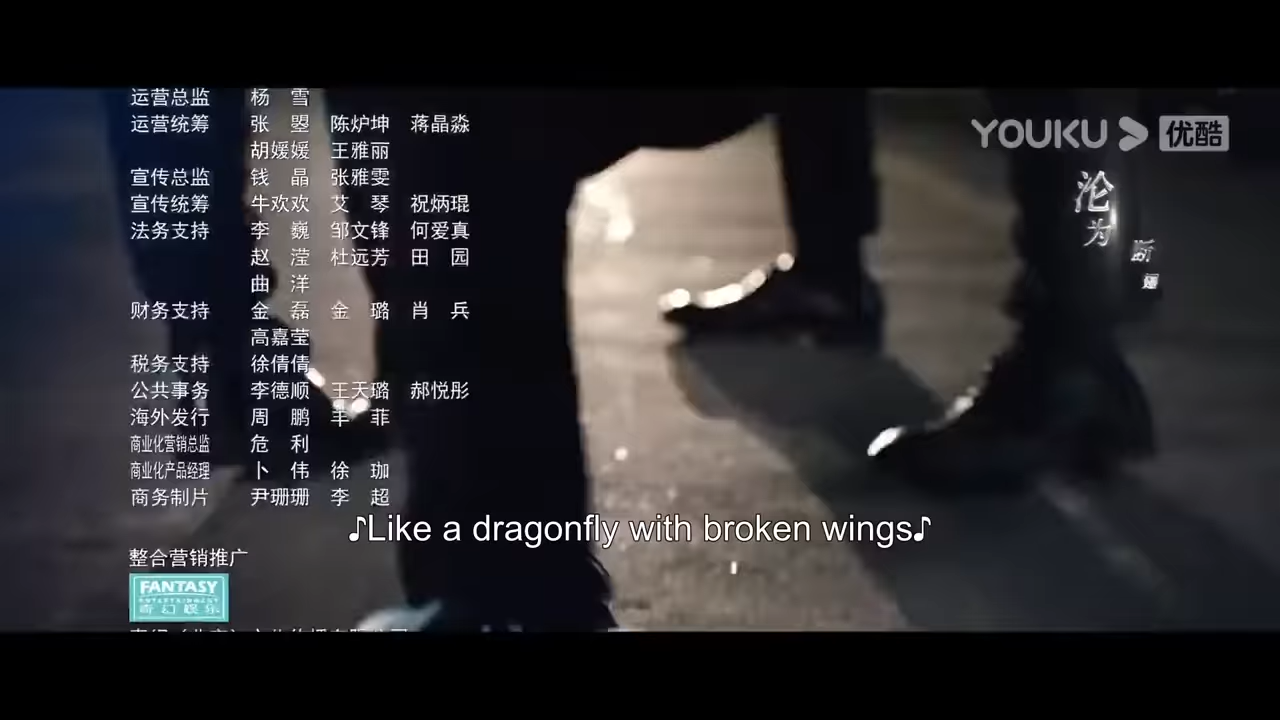 运营总监 杨 雪
运营统筹 张 曌 陈炉坤 蒋晶淼
胡媛媛 王雅丽
宣传总监 钱 晶 张雅雯
宣传统筹 牛欢欢 艾 琴 祝炳琨
法务支持 李 巍 邹文锋 何爱真
赵 滢 杜远芳 田 园
曲 洋
财务支持 金 磊 金 璐 肖 兵
高嘉莹
税务支持 徐倩倩
公共事务 李德顺 王天璐 郝悦彤
海外发行 周 鹏 丰 菲
商业化营销总监 危 利
商业化产品经理 卜 伟 徐 珈
商务制片 尹珊珊 李 超
♪Like a dragonfly with broken wings♪
整合营销推广
FANTASY
ENTERTAINMENT
奇幻娱乐
YOUKU 优酷
沦为
断